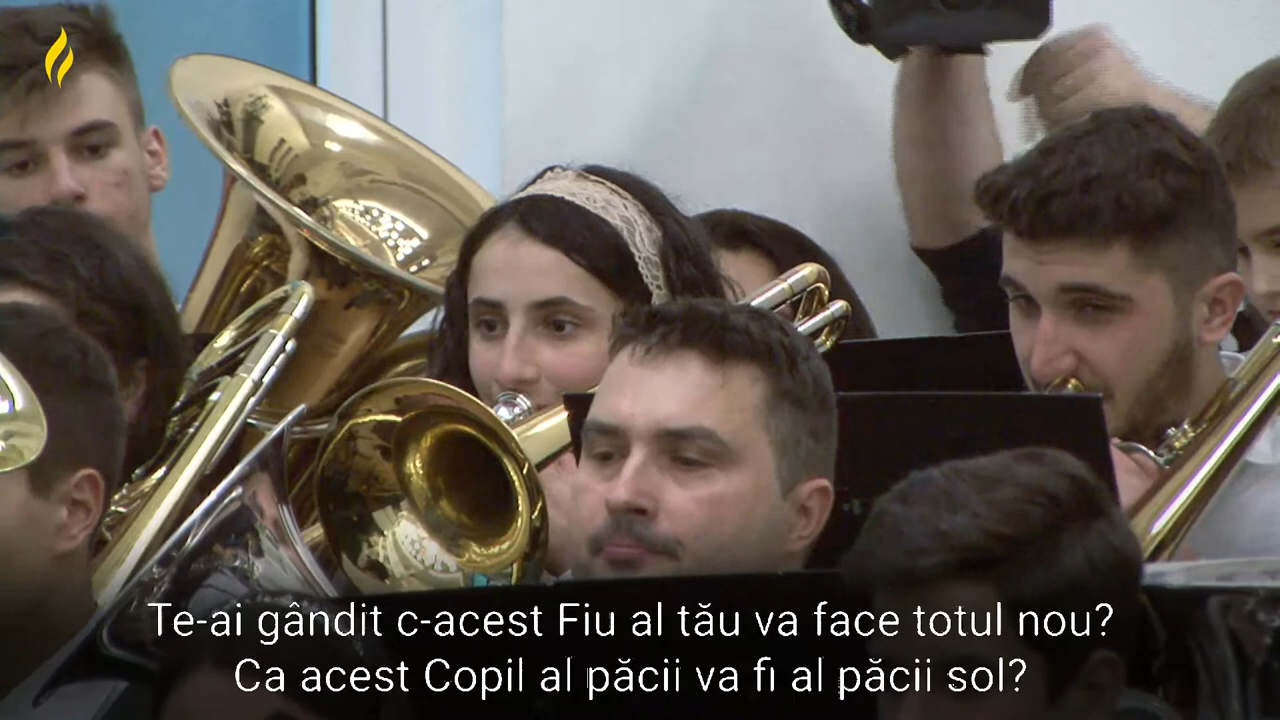 Te-ai gândit c-acest Fiu al tău va face totul nou?
Ca acest Copil al păcii va fi al păcii sol?